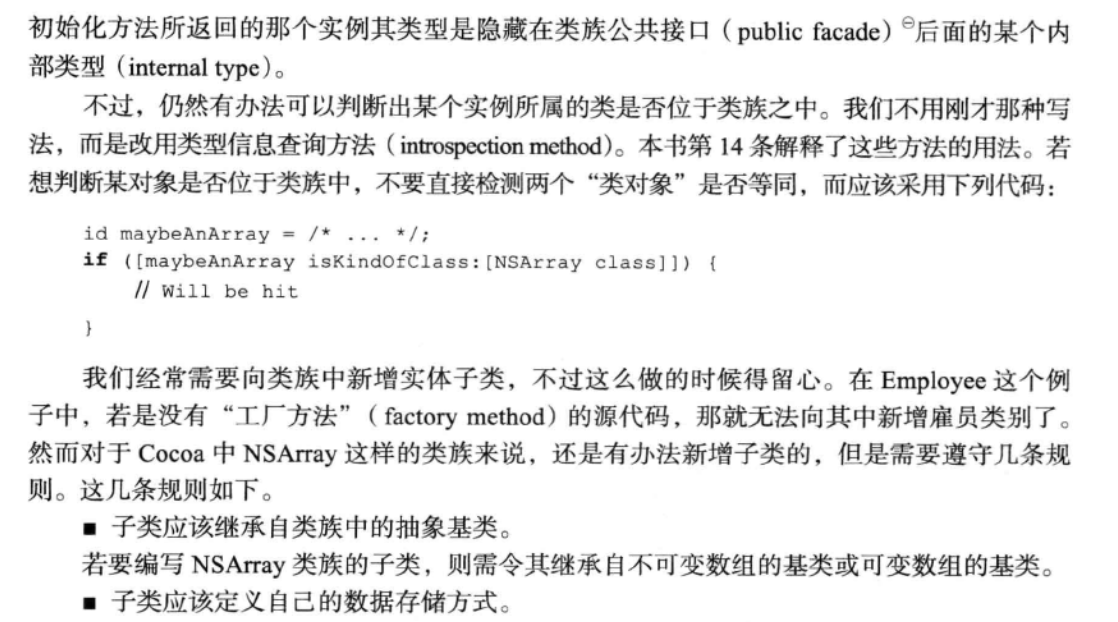 初始化方法所返回的那个实例其类型是隐藏在类族公共接口（public facade）㊀后面的某个内
部类型（internal type）。
不过，仍然有办法可以判断出某个实例所属的类是否位于类族之中。我们不用刚才那种写
法，而是改用类型信息查询方法（introspection method）。本书第 14 条解释了这些方法的用法。若
想判断某对象是否位于类族中，不要直接检测两个“类对象”是否等同，而应该采用下列代码：
id maybeAnArray = /* ... */;
if ([maybeAnArray isKindOfClass:[NSArray class]]) {
// Will be hit
}
我们经常需要向类族中新增实体子类，不过这么做的时候得留心。在 Employee 这个例
子中，若是没有“工厂方法”（factory method）的源代码，那就无法向其中新增雇员类别了。
然而对于 Cocoa 中 NSArray 这样的类族来说，还是有办法新增子类的，但是需要遵守几条规
则。这几条规则如下。
■ 子类应该继承自类族中的抽象基类。
若要编写 NSArray 类族的子类，则需令其继承自不可变数组的基类或可变数组的基类。
■ 子类应该定义自己的数据存储方式。